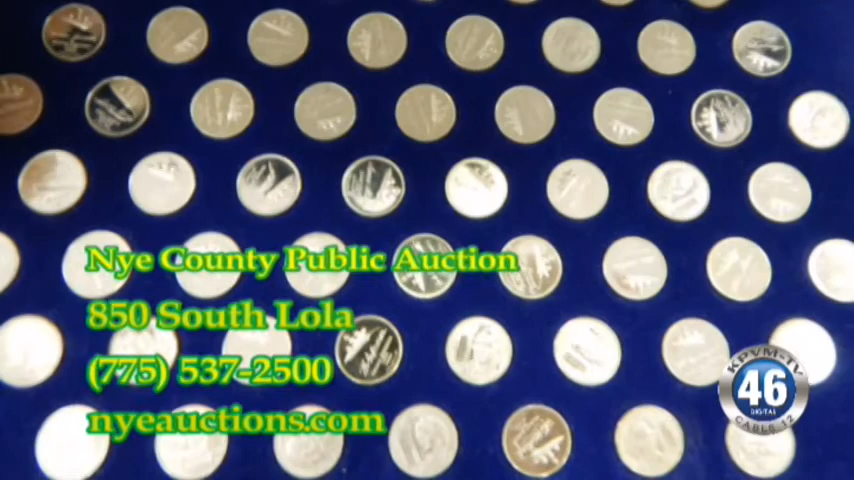 Nye County Public Auction
850 South Lola
(775) 537-2500
nyeauctions.com
KPVM-TV
46
DIGITAL
CABLE 12